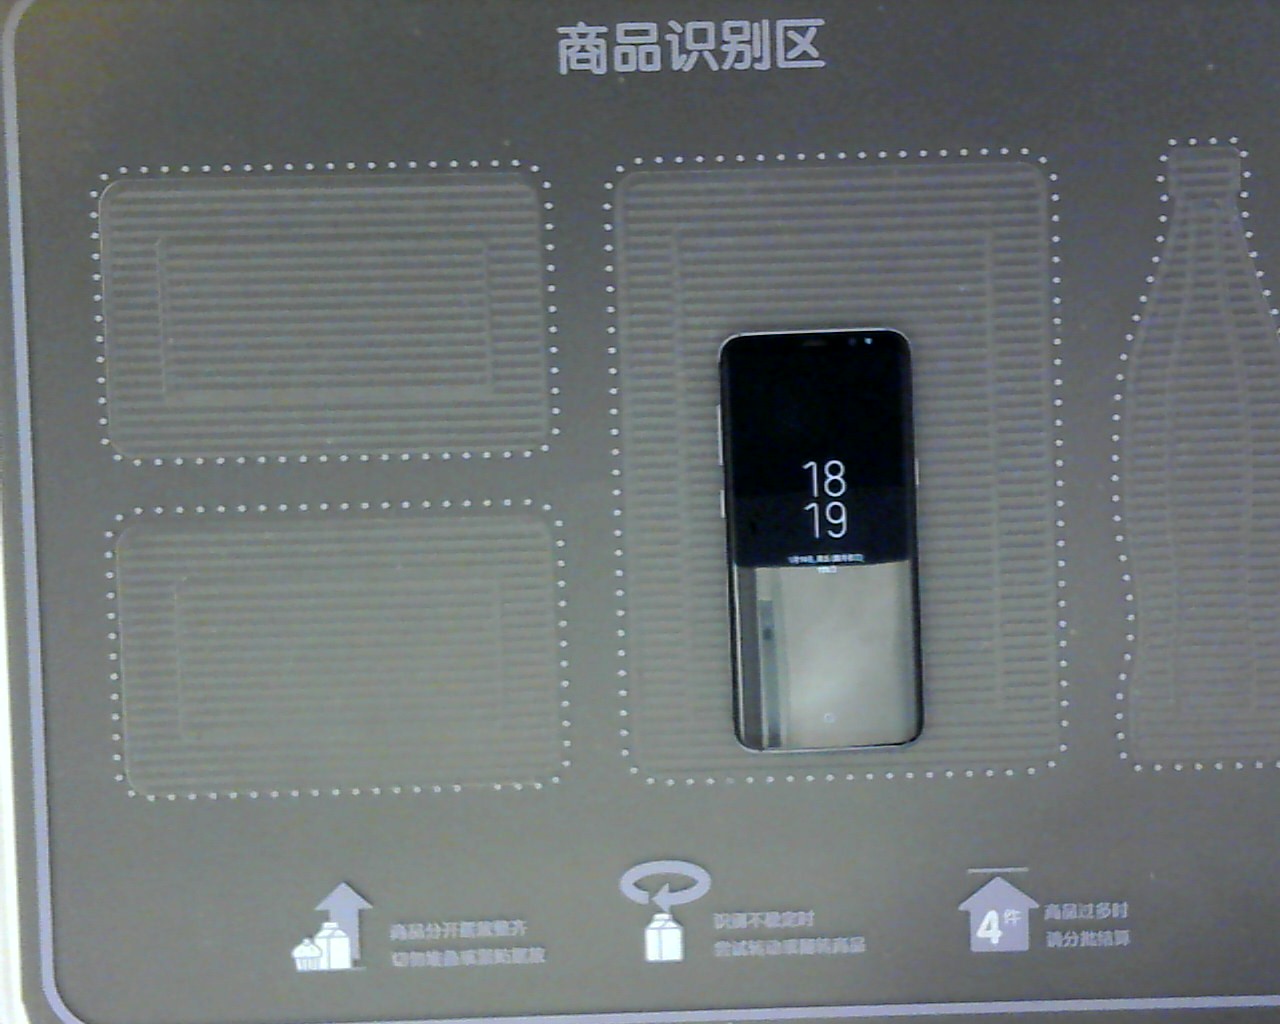 商品识别区
18
19
商品分开摆放整齐
切勿堆叠或紧贴摆放
识别不稳定时
尝试转动或翻转商品
4件
商品过多时
请分批结算